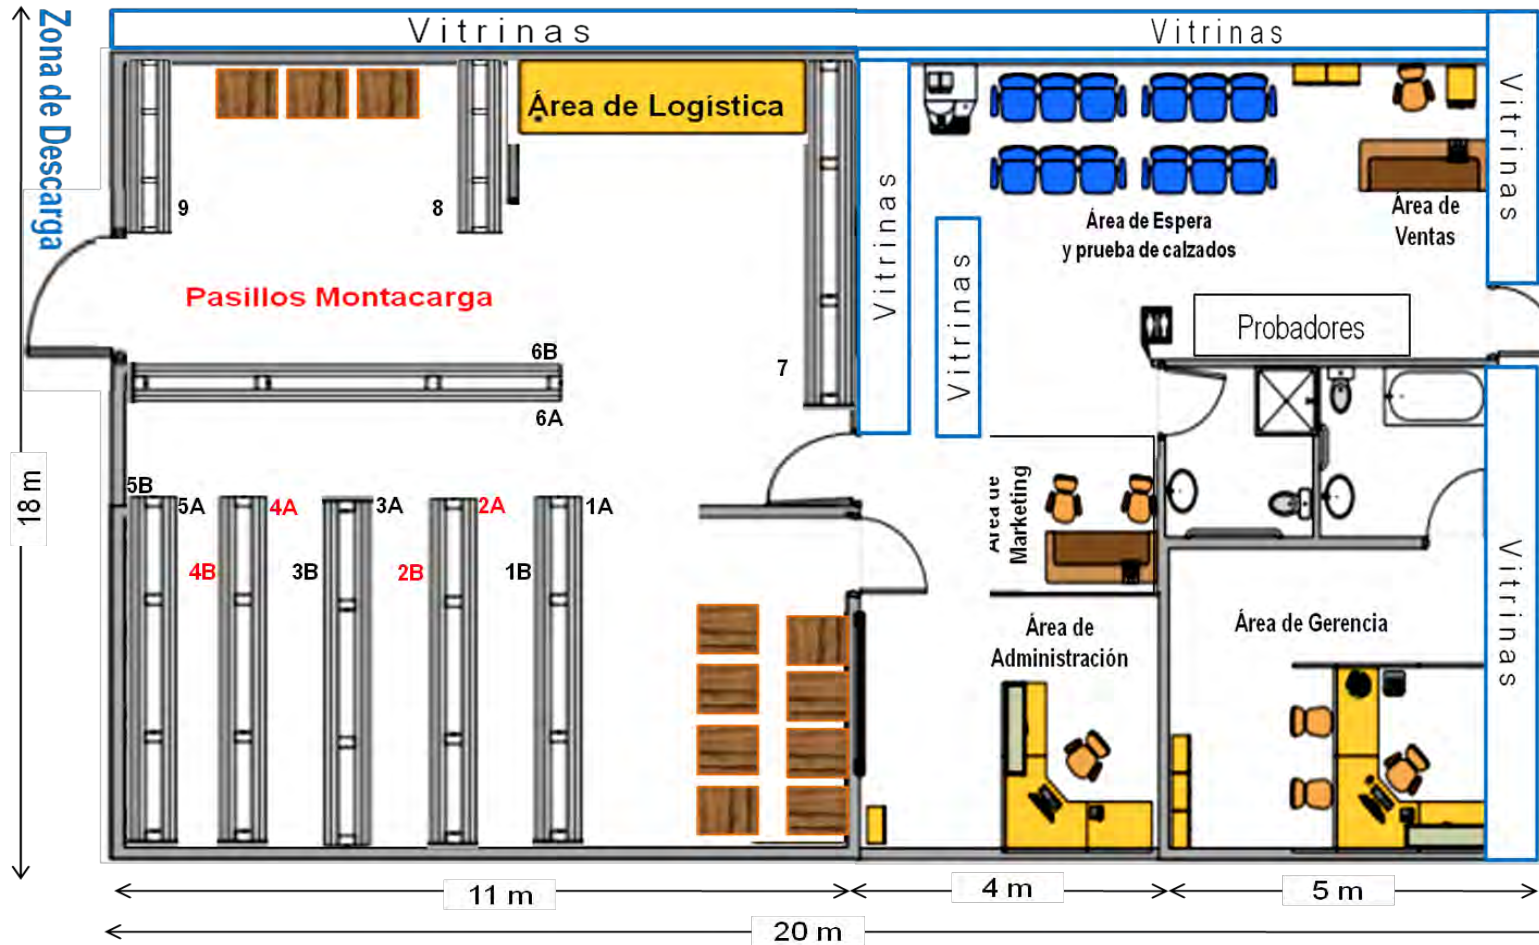 Zona de Descarga
Vitrinas
Vitrinas
Vitrinas
Vitrinas
Vitrinas
Vitrinas
Área de Logística
9
8
7
Pasillos Montacarga
6B
6A
Área de Espera
y prueba de calzados
Área de
Ventas
Probadores
5B
5A
4A
3A
2A
1A
4B
3B
2B
1B
Área de
Marketing
Área de
Administración
Área de Gerencia
18 m
11 m
4 m
5 m
20 m